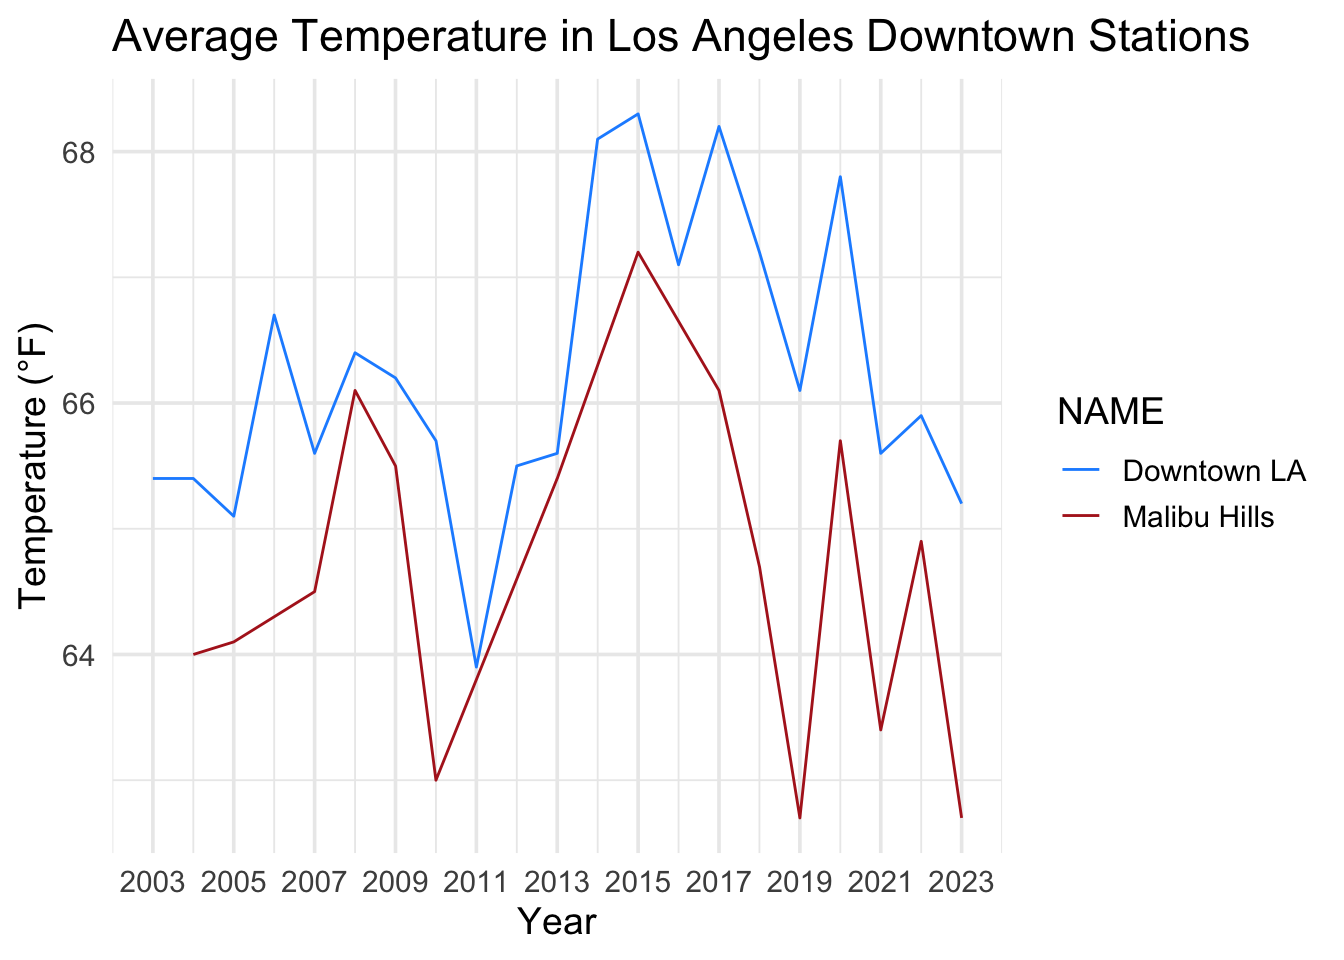 Average Temperature in Los Angeles Downtown Stations
68
66
64
Temperature (°F)
2003 2005 2007 2009 2011 2013 2015 2017 2019 2021 2023
Year
NAME
Downtown LA
Malibu Hills